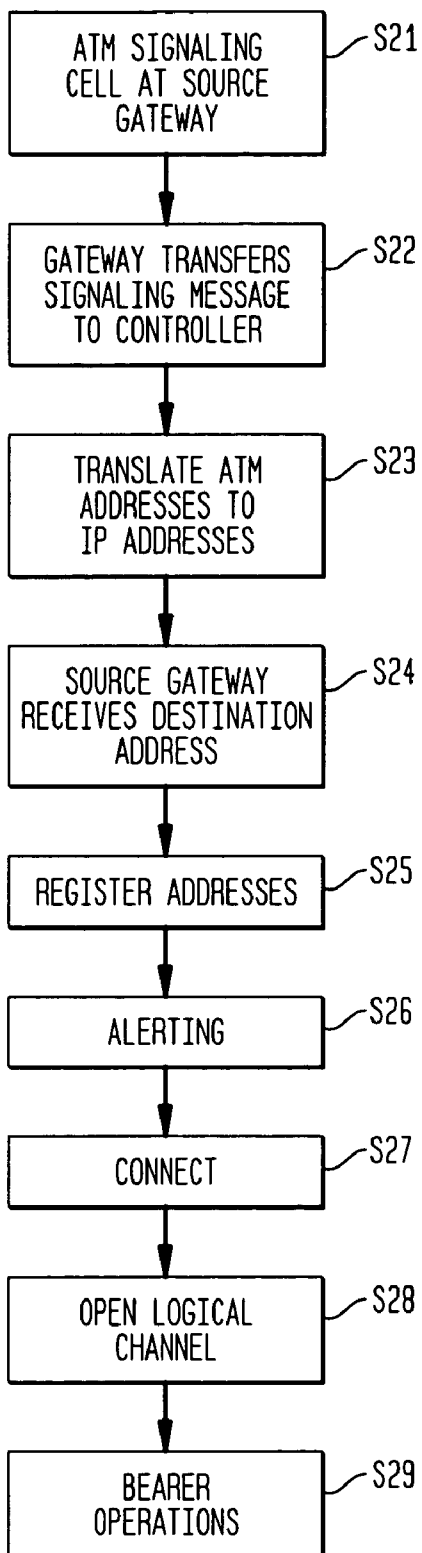 ATM SIGNALING
CELL AT SOURCE
GATEWAY
S21
GATEWAY TRANSFERS
SIGNALING MESSAGE
TO CONTROLLER
S22
TRANSLATE ATM
ADDRESSES TO
IP ADDRESSES
S23
SOURCE GATEWAY
RECEIVES DESTINATION
ADDRESS
S24
REGISTER ADDRESSES
S25
ALERTING
S26
CONNECT
S27
OPEN LOGICAL
CHANNEL
S28
BEARER
OPERATIONS
S29